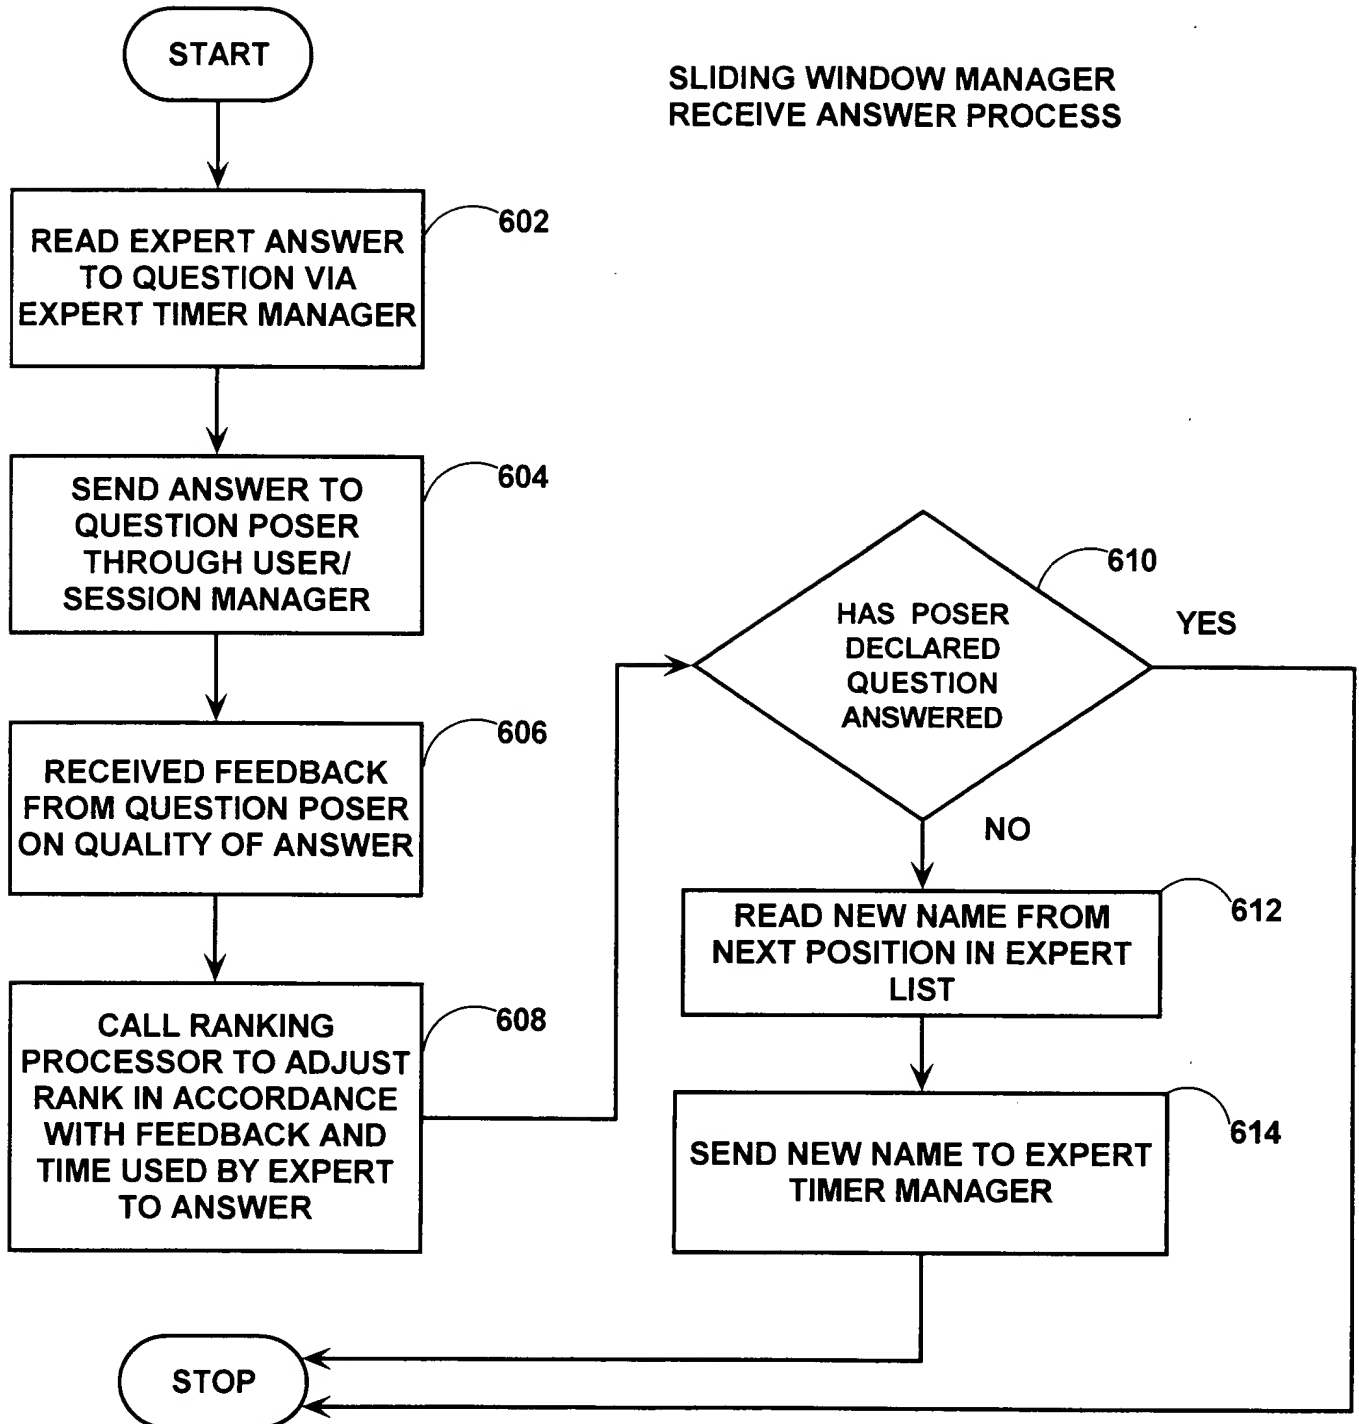 START
SLIDING WINDOW MANAGER
RECEIVE ANSWER PROCESS
602
READ EXPERT ANSWER
TO QUESTION VIA
EXPERT TIMER MANAGER
604
SEND ANSWER TO
QUESTION POSER
THROUGH USER/
SESSION MANAGER
606
RECEIVED FEEDBACK
FROM QUESTION POSER
ON QUALITY OF ANSWER
608
CALL RANKING
PROCESSOR TO ADJUST
RANK IN ACCORDANCE
WITH FEEDBACK AND
TIME USED BY EXPERT
TO ANSWER
610
HAS POSER
DECLARED
QUESTION
ANSWERED
YES
NO
612
READ NEW NAME FROM
NEXT POSITION IN EXPERT
LIST
614
SEND NEW NAME TO EXPERT
TIMER MANAGER
STOP